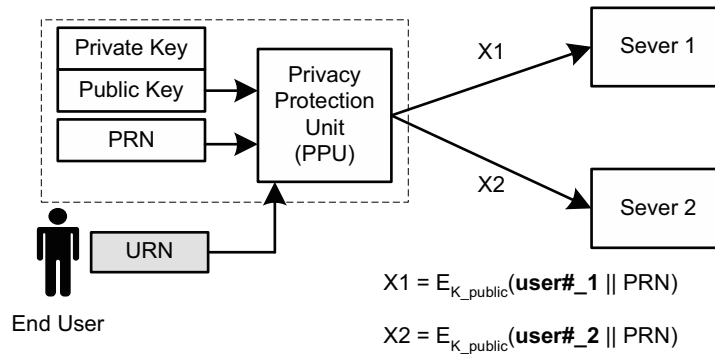 Private Key
Public Key
PRN
Privacy
Protection
Unit
(PPU)
X1
X2
Sever 1
Sever 2
URN
End User
X1 = E_K_public(user#_1 || PRN)
X2 = E_K_public(user#_2 || PRN)